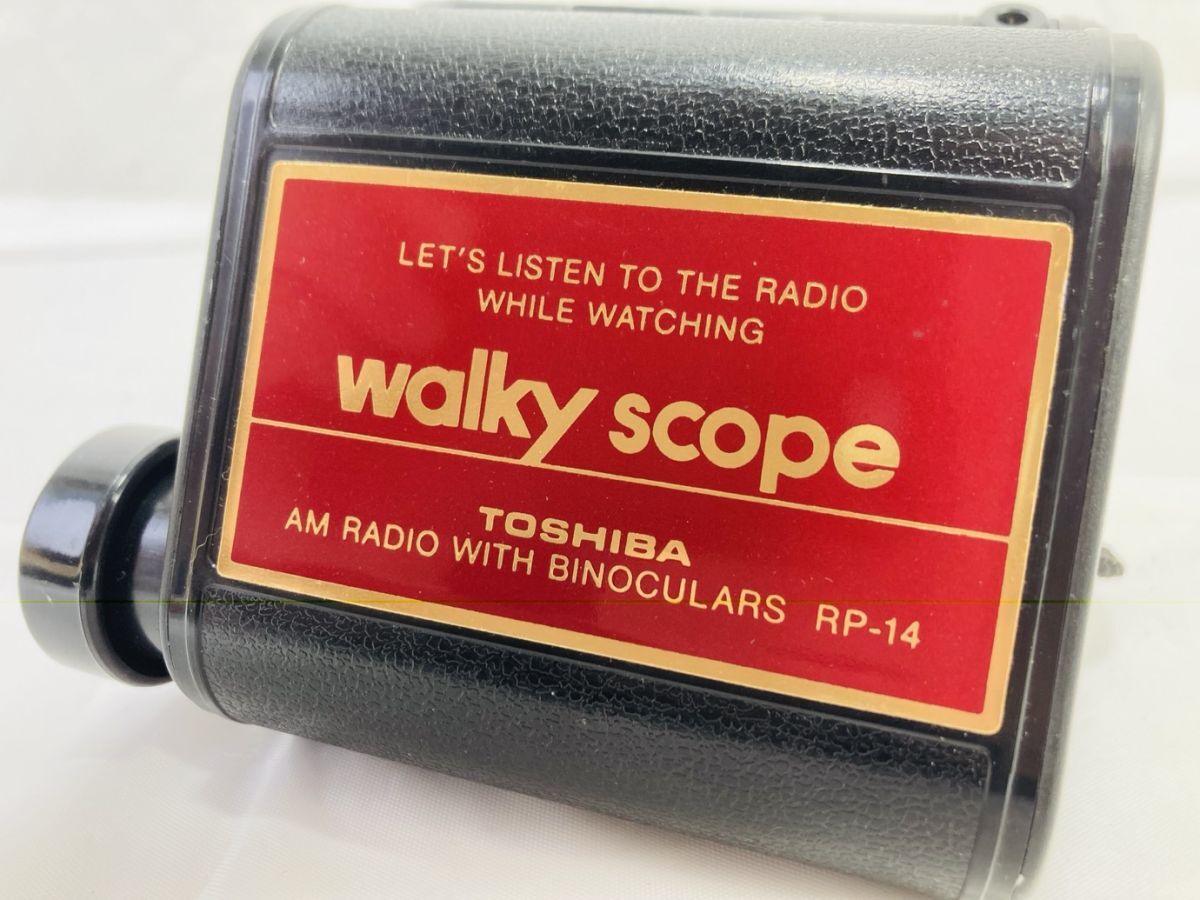 LET'S LISTEN TO THE RADIO
WHILE WATCHING
walky scope
TOSHIBA
AM RADIO WITH BINOCULARS RP-14